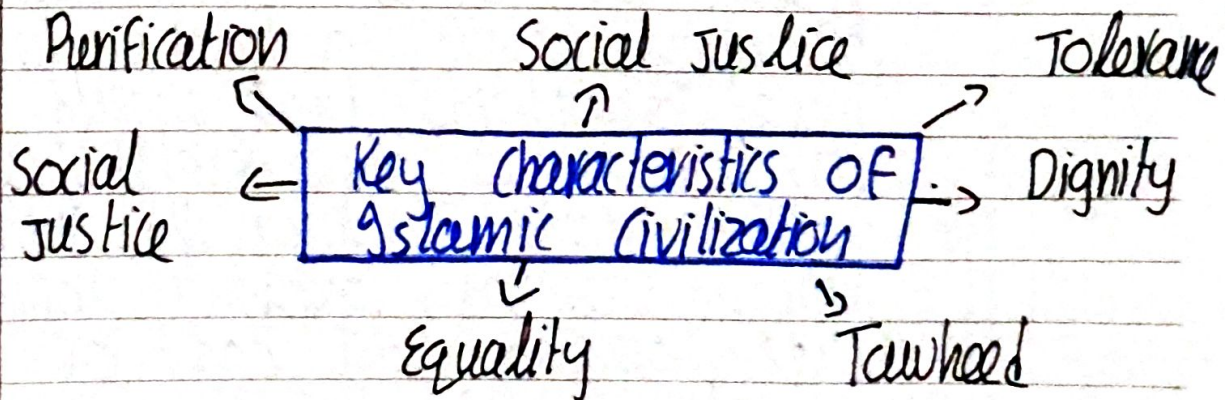 Purification Social Justice Tolerance
Social Key characteristics of Dignity
Justice Islamic Civilization
Equality Tawheed